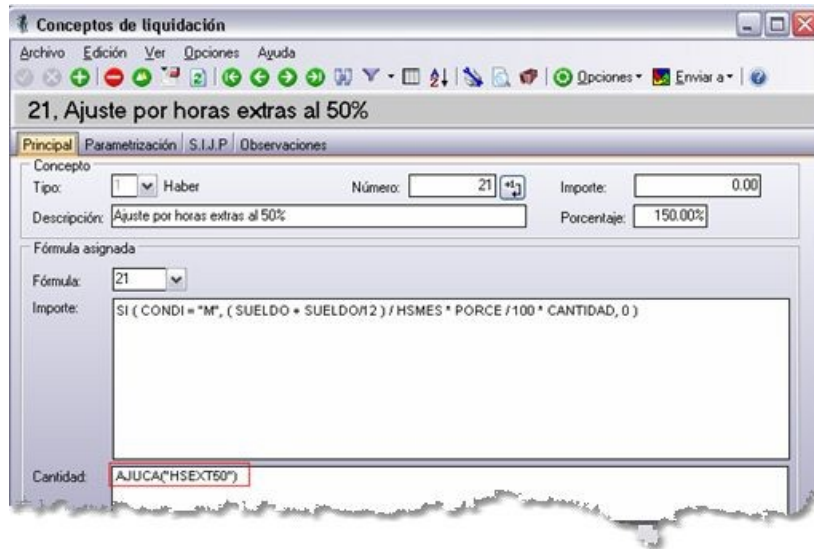 Conceptos de liquidación
Archivo Edición Ver Opciones Ayuda
Opciones Enviar a
21, Ajuste por horas extras al 50%
Principal Parametrización S.I.J.P Observaciones
Concepto
Tipo: 1 Haber Número: 21 +1 Importe: 0.00
Descripción: Ajuste por horas extras al 50% Porcentaje: 150.00%
Fórmula asignada
Fórmula: 21
Importe: SI ( CONDI = "M", ( SUELDO + SUELDO/12 ) / HSMES * PORCE / 100 * CANTIDAD, 0 )
Cantidad: AJUCA("HSEXT50")